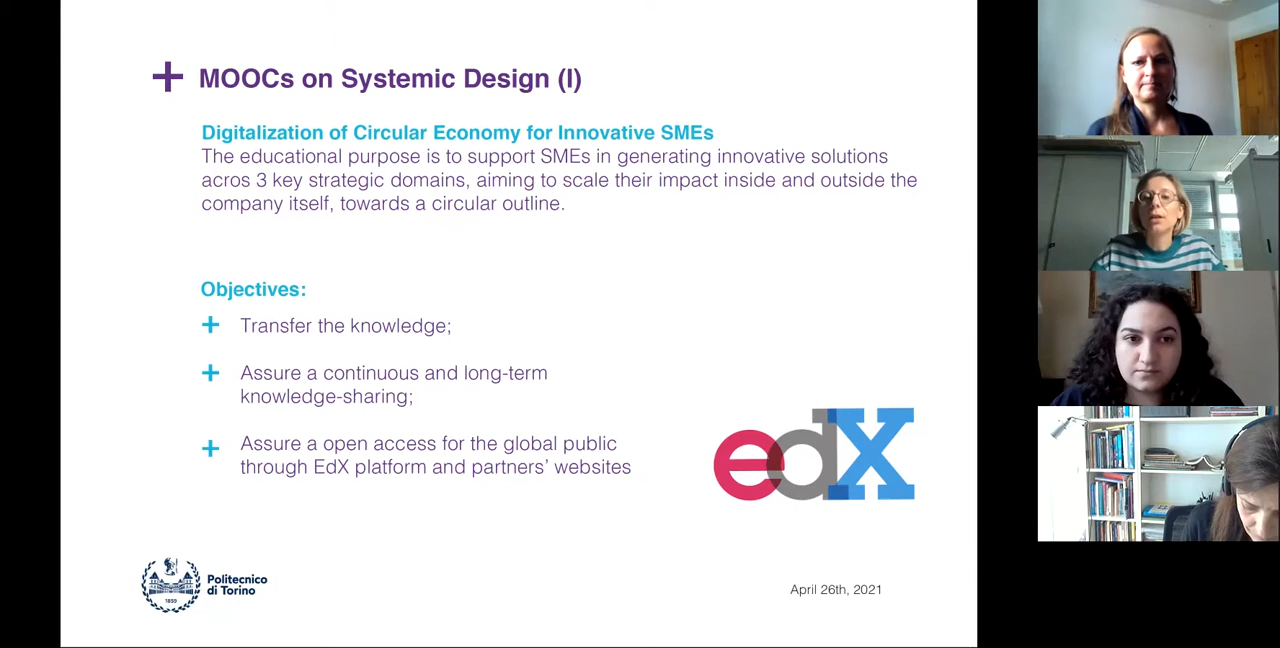 MOOCs on Systemic Design (I)
Digitalization of Circular Economy for Innovative SMEs
The educational purpose is to support SMEs in generating innovative solutions
acros 3 key strategic domains, aiming to scale their impact inside and outside the
company itself, towards a circular outline.
Objectives:
Transfer the knowledge;
Assure a continuous and long-term
knowledge-sharing;
Assure a open access for the global public
through EdX platform and partners' websites
edX
Politecnico
di Torino
1859
April 26th, 2021